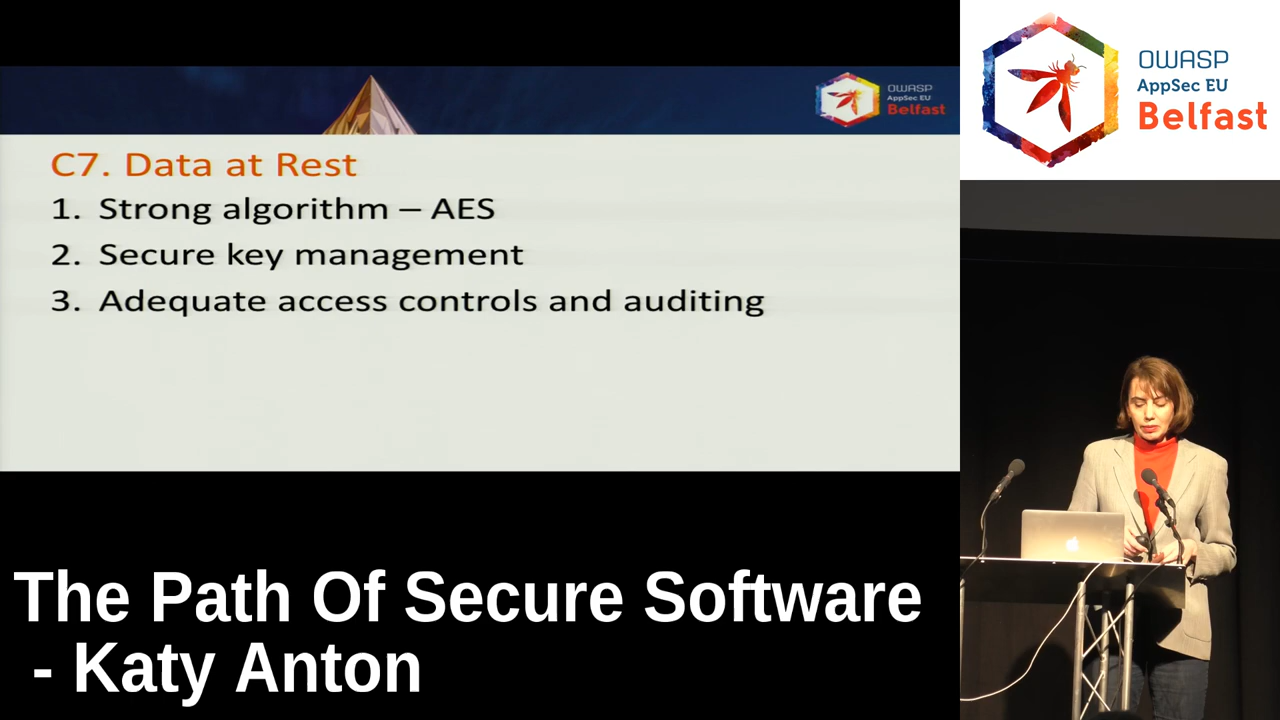 OWASP
AppSec EU
Belfast
C7. Data at Rest
1. Strong algorithm – AES
2. Secure key management
3. Adequate access controls and auditing
OWASP
AppSec EU
Belfast
The Path Of Secure Software
- Katy Anton